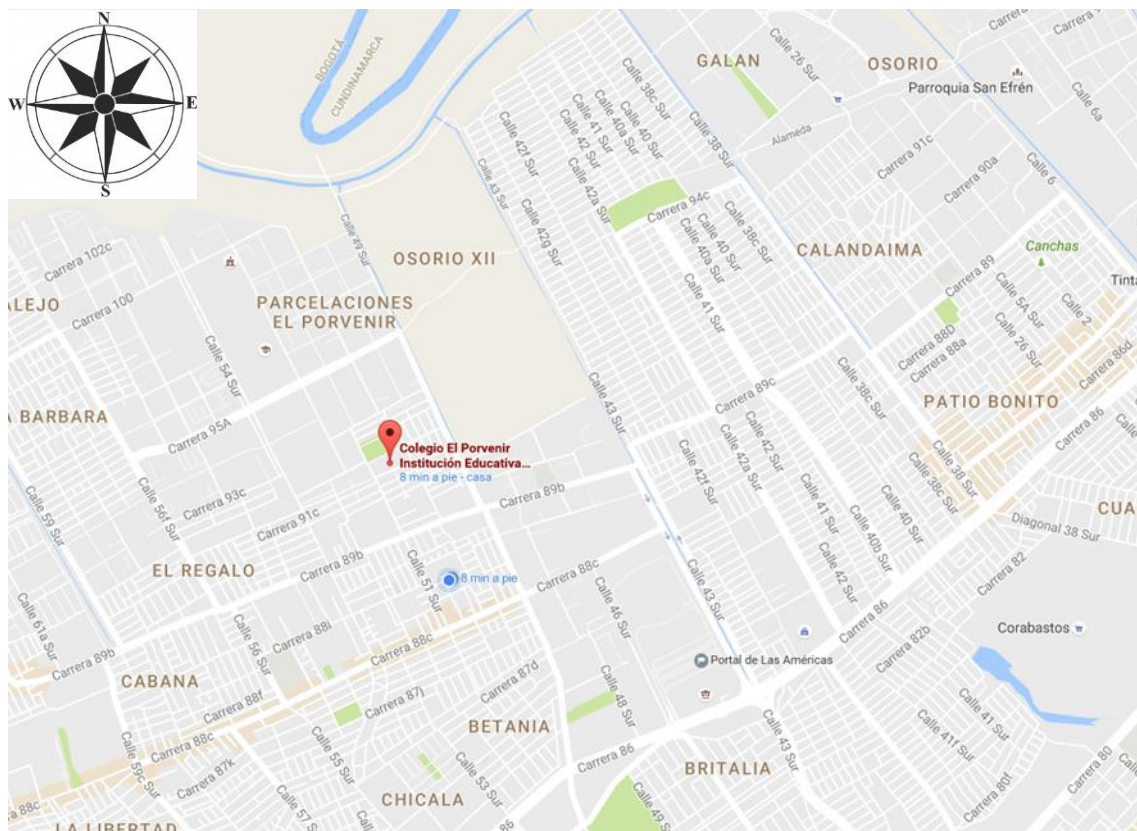 N
W
E
S
BOGOTÁ
CUNDINAMARCA
GALAN
OSORIO
Calle 26 Sur
Parroquia San Efrén
Calle 6a
Alameda
Carrera 91c
Carrera 90a
Calle 6
Calle 38c Sur
Calle 40 Sur
Calle 40a Sur
Calle 41 Sur
Calle 42 Sur
Calle 42a Sur
Calle 38 Sur
Calle 42f Sur
Calle 43 Sur
Calle 42g Sur
Carrera 94c
Calle 38c Sur
Calle 40 Sur
Calle 40a Sur
Calle 41 Sur
CALANDAIMA
Canchas
Carrera 89
Calle 5A Sur
Calle 2
Calle 26 Sur
Tinta
Carrera 88D
Carrera 88a
Carrera 86d
Carrera 86
PATIO BONITO
Calle 49 Sur
OSORIO XII
Carrera 102c
Carrera 100
ALEJO
PARCELACIONES
EL PORVENIR
Calle 54 Sur
A BARBARA
Carrera 95A
Colegio El Porvenir
Institución Educativa...
8 min a pie - casa
Calle 43 Sur
Carrera 89c
Calle 38c Sur
Calle 38 Sur
Calle 38c Sur
Calle 42 Sur
Calle 42a Sur
Calle 42f Sur
Calle 41 Sur
Calle 40b Sur
Calle 40 Sur
Calle 42 Sur
CUA
Diagonal 38 Sur
Carrera 82
Carrera 93c
Calle 56f Sur
Carrera 91c
Carrera 89b
Calle 59 Sur
EL REGALO
Carrera 89b
Calle 51 Sur
8 min a pie
Carrera 88c
Calle 46 Sur
Calle 43 Sur
Carrera 86
Carrera 82b
Corabastos
Calle 61a Sur
Carrera 89b
Calle 56 Sur
Carrera 88i
Carrera 88c
CABANA
Carrera 88f
Carrera 87j
Carrera 87d
Portal de Las Américas
Calle 48 Sur
BETANIA
Calle 41 Sur
Calle 41f Sur
Carrera 80
Carrera 80f
Calle 43 Sur
Carrera 86
BRITALIA
Carrera 88c
Calle 59c Sur
Carrera 87k
Calle 55 Sur
Calle 53 Sur
CHICALA
Calle 57 Sur
Calle 49 Sur
88c
86
LA LIBERTAD